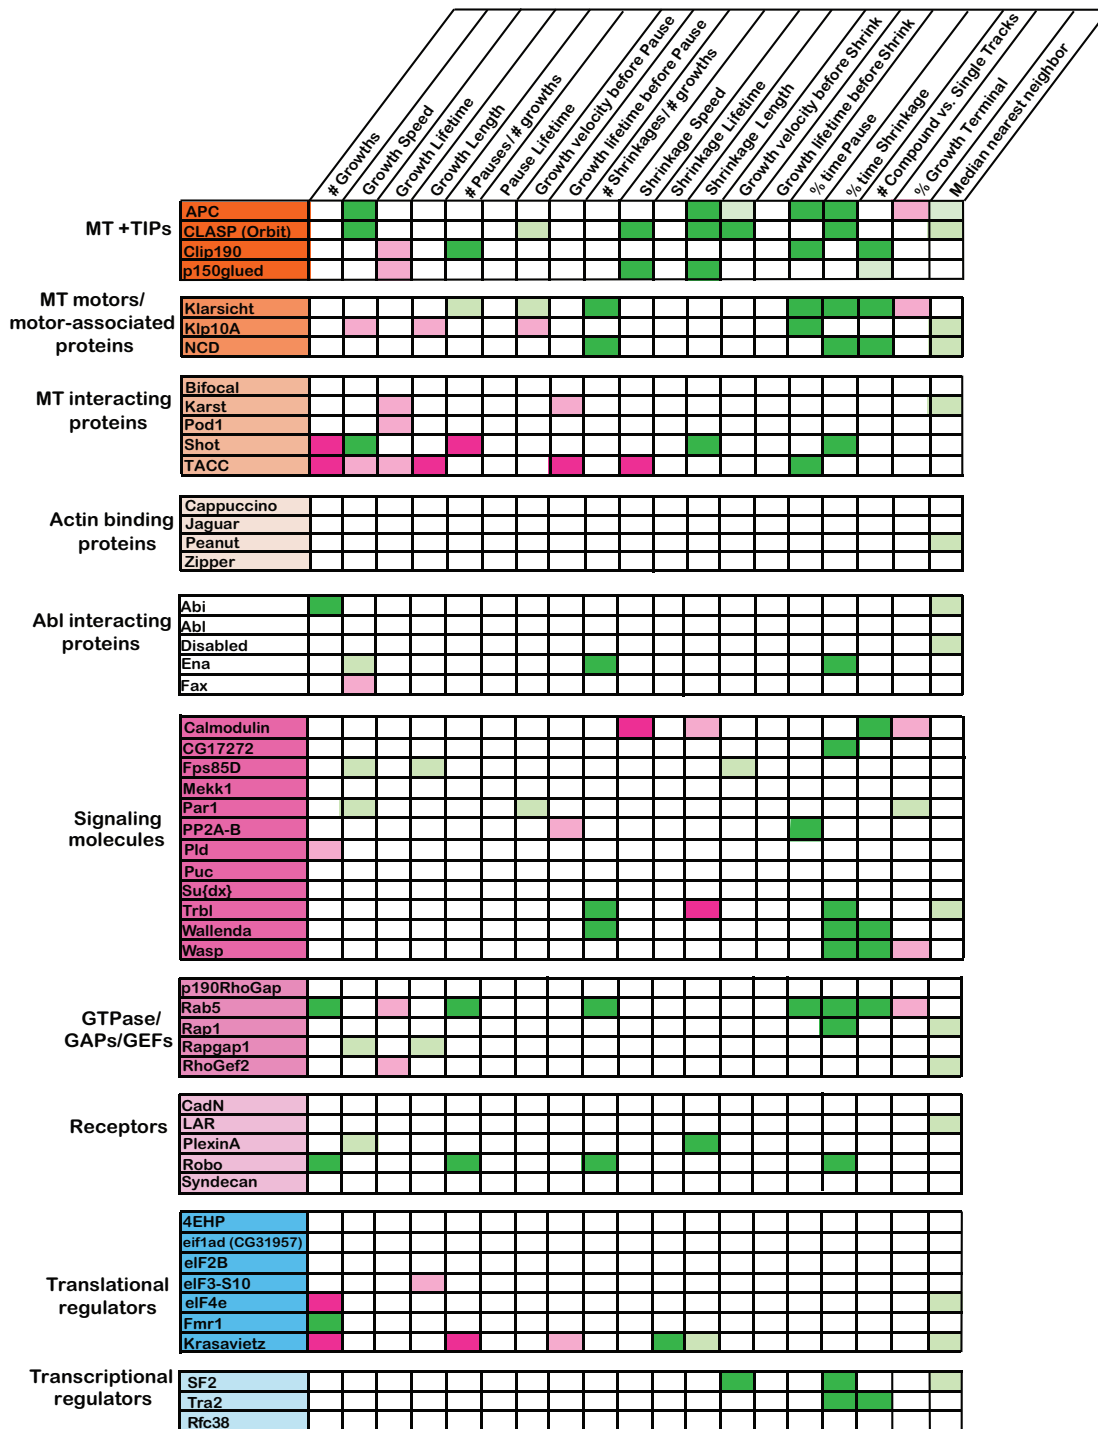 # Growths
Growth Speed
Growth Lifetime
Growth Length
# Pauses/ # growths
Pause Lifetime
Growth velocity before Pause
Growth lifetime before Pause
# Shrinkages/ # growths
Shrinkage Speed
Shrinkage Lifetime
Shrinkage Length
Growth velocity before Shrink
Growth lifetime before Shrink
% time Pause
% time Shrinkage
# Compound vs. Single Tracks
% Growth Terminal
Median nearest neighbor
MT +TIPs
APC
CLASP (Orbit)
Clip190
p150glued
MT motors/
motor-associated
proteins
Klarsicht
Klp10A
NCD
MT interacting
proteins
Bifocal
Karst
Pod1
Shot
TACC
Actin binding
proteins
Cappuccino
Jaguar
Peanut
Zipper
Abl interacting
proteins
Abi
Abl
Disabled
Ena
Fax
Signaling
molecules
Calmodulin
CG17272
Fps85D
Mekk1
Par1
PP2A-B
Pld
Puc
Su{dx}
Trbl
Wallenda
Wasp
GTPase/
GAPs/GEFs
p190RhoGap
Rab5
Rap1
Rapgap1
RhoGef2
Receptors
CadN
LAR
PlexinA
Robo
Syndecan
Translational
regulators
4EHP
eif1ad (CG31957)
eIF2B
eIF3-S10
eIF4e
Fmr1
Krasavietz
Transcriptional
regulators
SF2
Tra2
Rfc38